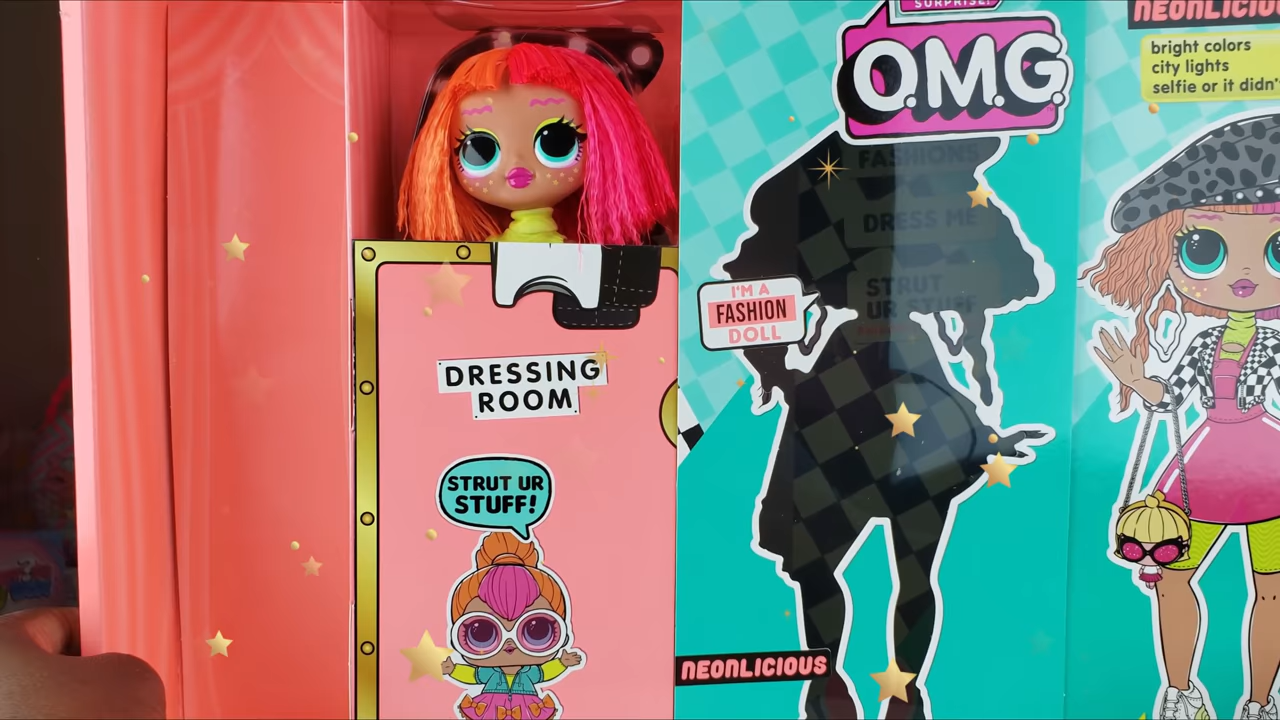 DRESSING
ROOM
STRUT UR
STUFF!
SURPRISE!
O.M.G.
FASHIONS
DRESS ME
STRUT
UR STUFF
I'M A
FASHION
DOLL
NEONLICIOUS
NEONLICIOU
bright colors
city lights
selfie or it didn'